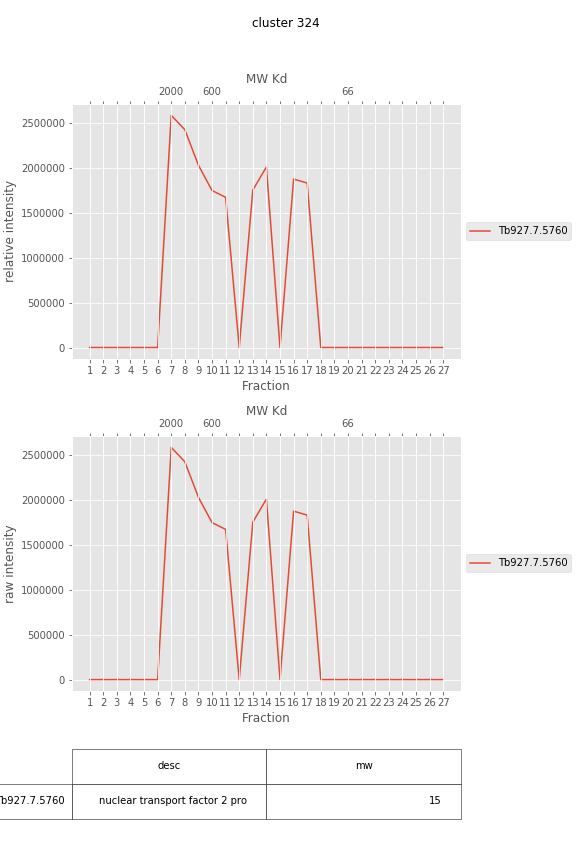 cluster 324
MW Kd
2000 600 66
2500000
2000000
1500000
1000000
500000
0
relative intensity
Tb927.7.5760
1 2 3 4 5 6 7 8 9 10 11 12 13 14 15 16 17 18 19 20 21 22 23 24 25 26 27
Fraction
MW Kd
2000 600 66
2500000
2000000
1500000
1000000
500000
0
raw intensity
Tb927.7.5760
1 2 3 4 5 6 7 8 9 10 11 12 13 14 15 16 17 18 19 20 21 22 23 24 25 26 27
Fraction
desc mw
Tb927.7.5760 nuclear transport factor 2 pro 15